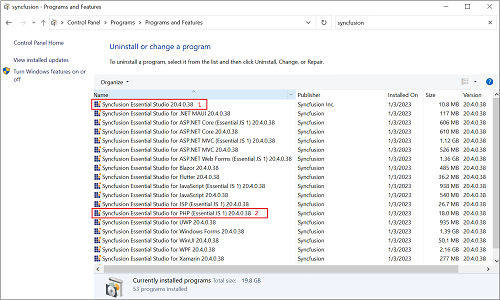 syncfusion - Programs and Features
Control Panel > Programs > Programs and Features
syncfusion
Control Panel Home
View installed updates
Turn Windows features on or off
Uninstall or change a program
To uninstall a program, select it from the list and then click Uninstall, Change, or Repair.
Organize
Name Publisher Installed On Size Version
Syncfusion Essential Studio 20.4.0.38 1 Syncfusion Inc. 1/3/2023 10.8 MB 20.4.0.38
Syncfusion Essential Studio for .NET MAUI 20.4.0.38 Syncfusion 1/3/2023 117 MB 20.4.0.38
Syncfusion Essential Studio for ASP.NET Core (Essential JS 1) 20.4.0.38 Syncfusion 1/3/2023 606 MB 20.4.0.38
Syncfusion Essential Studio for ASP.NET Core 20.4.0.38 Syncfusion 1/3/2023 610 MB 20.4.0.38
Syncfusion Essential Studio for ASP.NET MVC (Essential JS 1) 20.4.0.38 Syncfusion 1/3/2023 1.12 GB 20.4.0.38
Syncfusion Essential Studio for ASP.NET MVC 20.4.0.38 Syncfusion 1/3/2023 526 MB 20.4.0.38
Syncfusion Essential Studio for ASP.NET Web Forms (Essential JS 1) 20.4.0.38 Syncfusion 1/3/2023 1.36 GB 20.4.0.38
Syncfusion Essential Studio for Blazor 20.4.0.38 Syncfusion 1/3/2023 485 MB 20.4.0.38
Syncfusion Essential Studio for Flutter 20.4.0.38 Syncfusion 1/3/2023 36.2 MB 20.4.0.38
Syncfusion Essential Studio for JavaScript (Essential JS 1) 20.4.0.38 Syncfusion 1/3/2023 938 MB 20.4.0.38
Syncfusion Essential Studio for JavaScript 20.4.0.38 Syncfusion 1/3/2023 540 MB 20.4.0.38
Syncfusion Essential Studio for JSP (Essential JS 1) 20.4.0.38 Syncfusion 1/3/2023 26.7 MB 20.4.0.38
Syncfusion Essential Studio for PHP (Essential JS 1) 20.4.0.38 2 Syncfusion 1/3/2023 18.0 MB 20.4.0.38
Syncfusion Essential Studio for UWP 20.4.0.38 Syncfusion 1/3/2023 935 MB 20.4.0.38
Syncfusion Essential Studio for Windows Forms 20.4.0.38 Syncfusion 1/3/2023 1.39 GB 20.4.0.38
Syncfusion Essential Studio for WinUI 20.4.0.38 Syncfusion 1/3/2023 50.1 MB 20.4.0.38
Syncfusion Essential Studio for WPF 20.4.0.38 Syncfusion 1/3/2023 2.16 GB 20.4.0.38
Syncfusion Essential Studio for Xamarin 20.4.0.38 Syncfusion 1/3/2023 277 MB 20.4.0.38
Currently installed programs Total size: 19.8 GB
53 programs installed